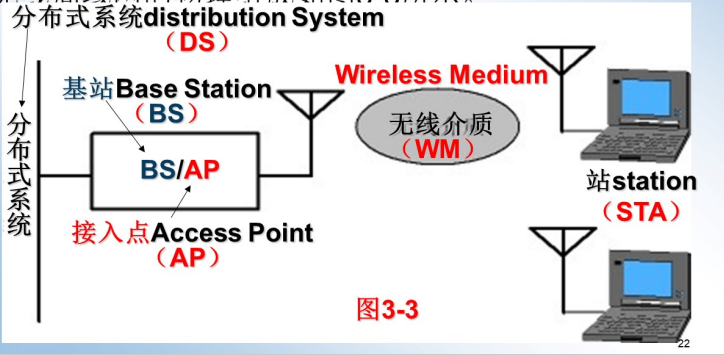 分布式系统distribution System
（DS）
基站Base Station
（BS）
Wireless Medium
无线介质
（WM）
分布式系统
BS/AP
站station
（STA）
接入点Access Point
（AP）
图3-3
22